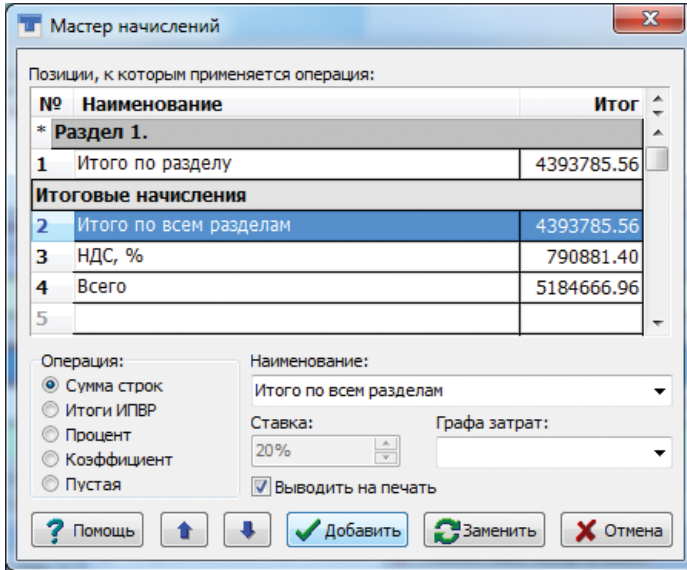 Мастер начислений
Позиции, к которым применяется операция:
№ Наименование Итог
* Раздел 1.
1 Итого по разделу 4393785.56
Итоговые начисления
2 Итого по всем разделам 4393785.56
3 НДС, % 790881.40
4 Всего 5184666.96
5
Операция: Наименование:
Сумма строк Итого по всем разделам
Итоги ИПВР
Ставка: Графа затрат:
Процент
20%
Коэффициент
Пустая Выводить на печать
? Помощь Добавить Заменить Отмена